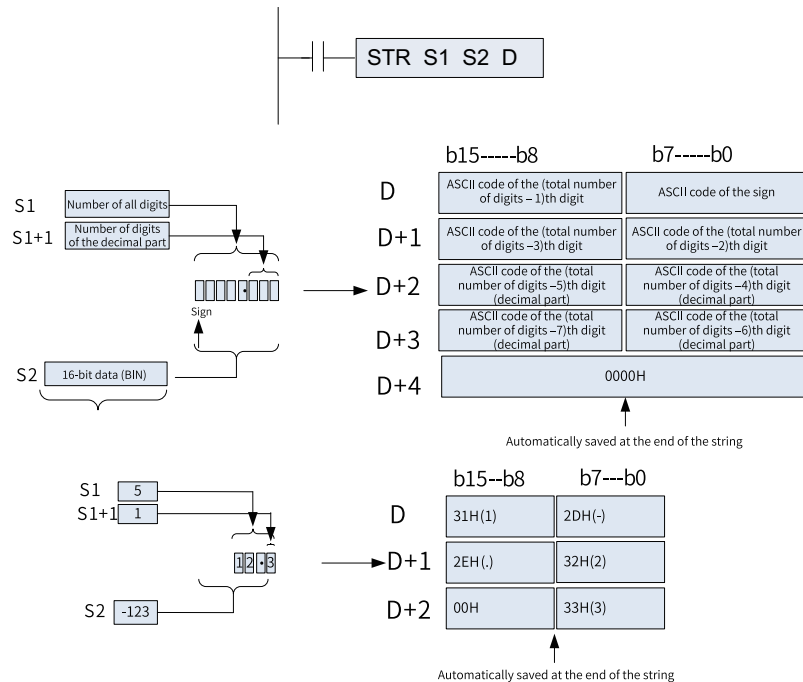 STR S1 S2 D
b15-----b8
b7-----b0
S1
Number of all digits
S1+1
Number of digits
of the decimal part
Sign
S2
16-bit data (BIN)
D
ASCII code of the (total number
of digits – 1)th digit
ASCII code of the sign
D+1
ASCII code of the (total number
of digits –3)th digit
ASCII code of the (total number
of digits –2)th digit
D+2
ASCII code of the (total
number of digits –5)th digit
(decimal part)
ASCII code of the (total
number of digits –4)th digit
(decimal part)
D+3
ASCII code of the (total
number of digits –7)th digit
(decimal part)
ASCII code of the (total
number of digits –6)th digit
(decimal part)
D+4
0000H
Automatically saved at the end of the string
b15--b8
b7---b0
S1
5
S1+1
1
12.3
S2
-123
D
31H(1)
2DH(-)
D+1
2EH(.)
32H(2)
D+2
00H
33H(3)
Automatically saved at the end of the string